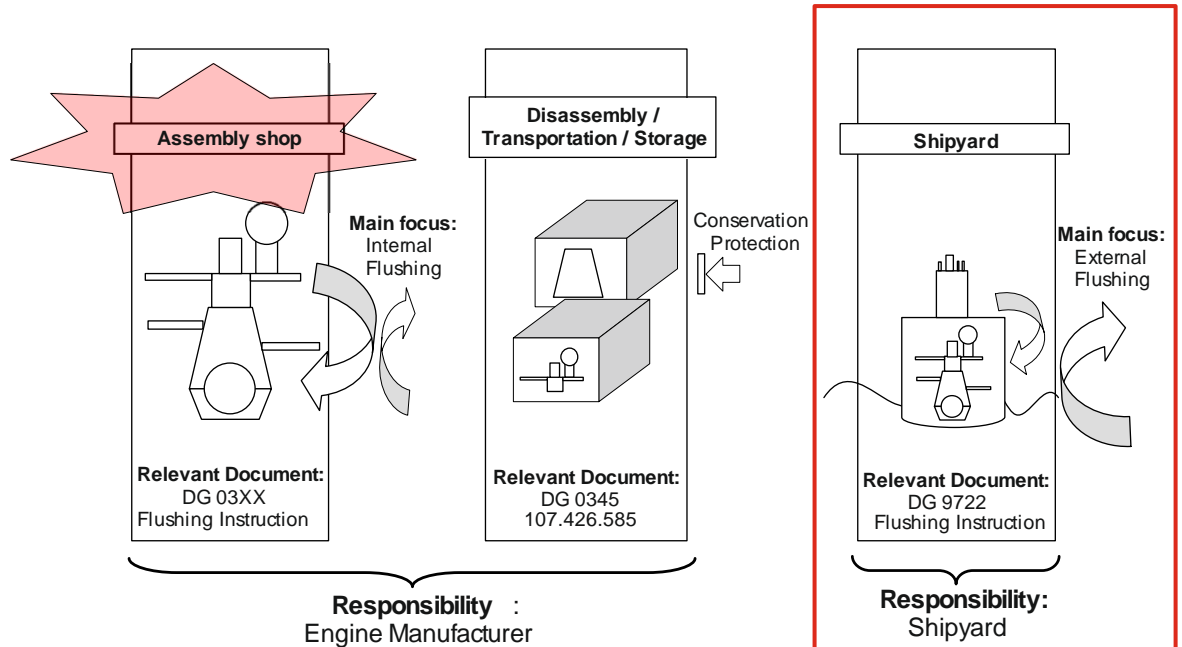 Assembly shop
Main focus:
Internal
Flushing
Relevant Document:
DG 03XX
Flushing Instruction
Disassembly /
Transportation / Storage
Conservation
Protection
Relevant Document:
DG 0345
107.426.585
Responsibility :
Engine Manufacturer
Shipyard
Main focus:
External
Flushing
Relevant Document:
DG 9722
Flushing Instruction
Responsibility:
Shipyard